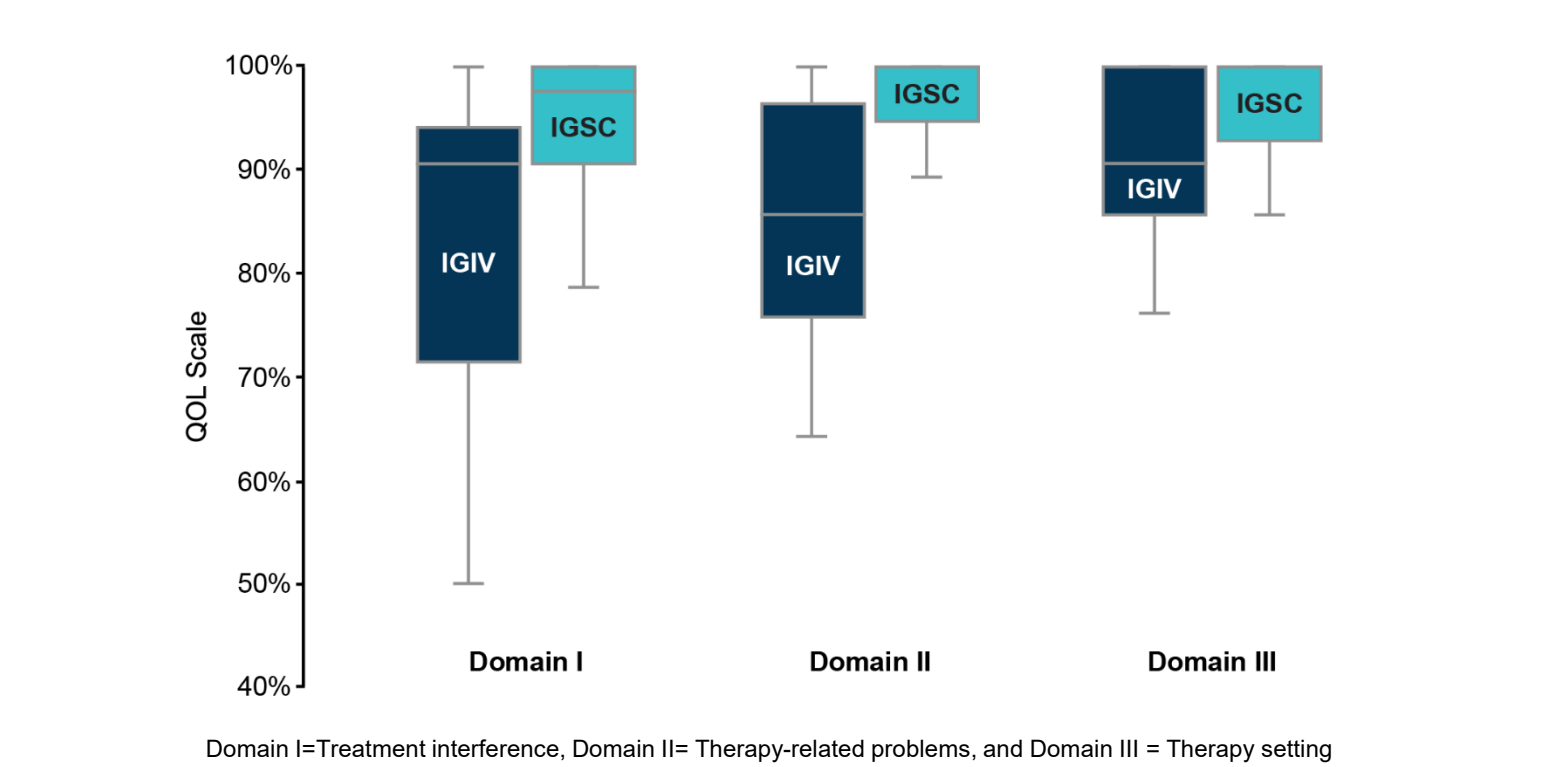 100%
90%
80%
70%
60%
50%
40%
QOL Scale
IGIV
IGSC
IGIV
IGSC
IGIV
IGSC
Domain I
Domain II
Domain III
Domain I=Treatment interference, Domain II= Therapy-related problems, and Domain III = Therapy setting